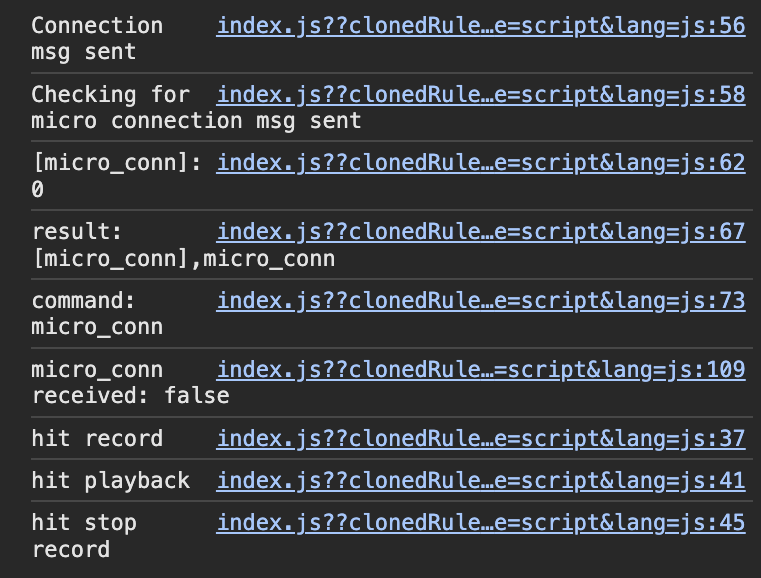 Connection index.js??clonedRule…e=script&lang=js:56
msg sent
Checking for index.js??clonedRule…e=script&lang=js:58
micro connection msg sent
[micro_conn]: index.js??clonedRule…e=script&lang=js:62
0
result: index.js??clonedRule…e=script&lang=js:67
[micro_conn],micro_conn
command: index.js??clonedRule…e=script&lang=js:73
micro_conn
micro_conn index.js??clonedRule…=script&lang=js:109
received: false
hit record index.js??clonedRule…e=script&lang=js:37
hit playback index.js??clonedRule…e=script&lang=js:41
hit stop index.js??clonedRule…e=script&lang=js:45
record